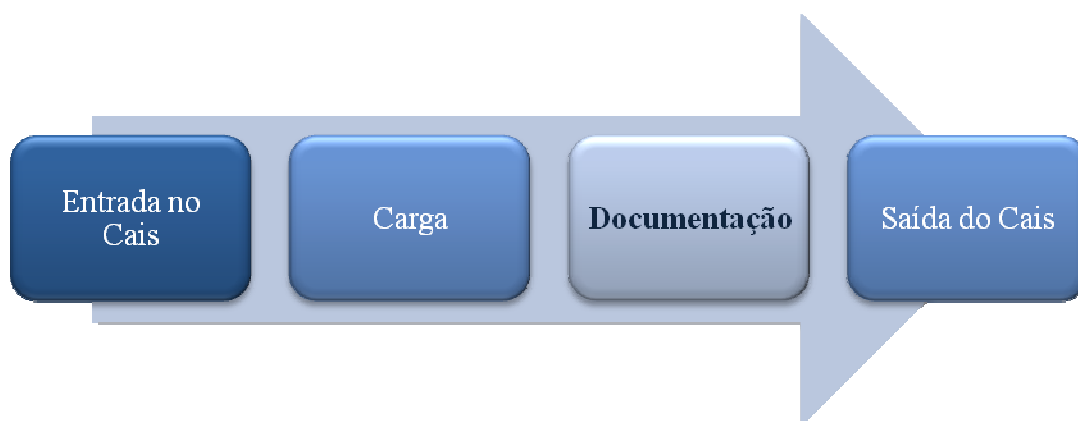 Entrada no
Cais
Carga
Documentação
Saída do Cais